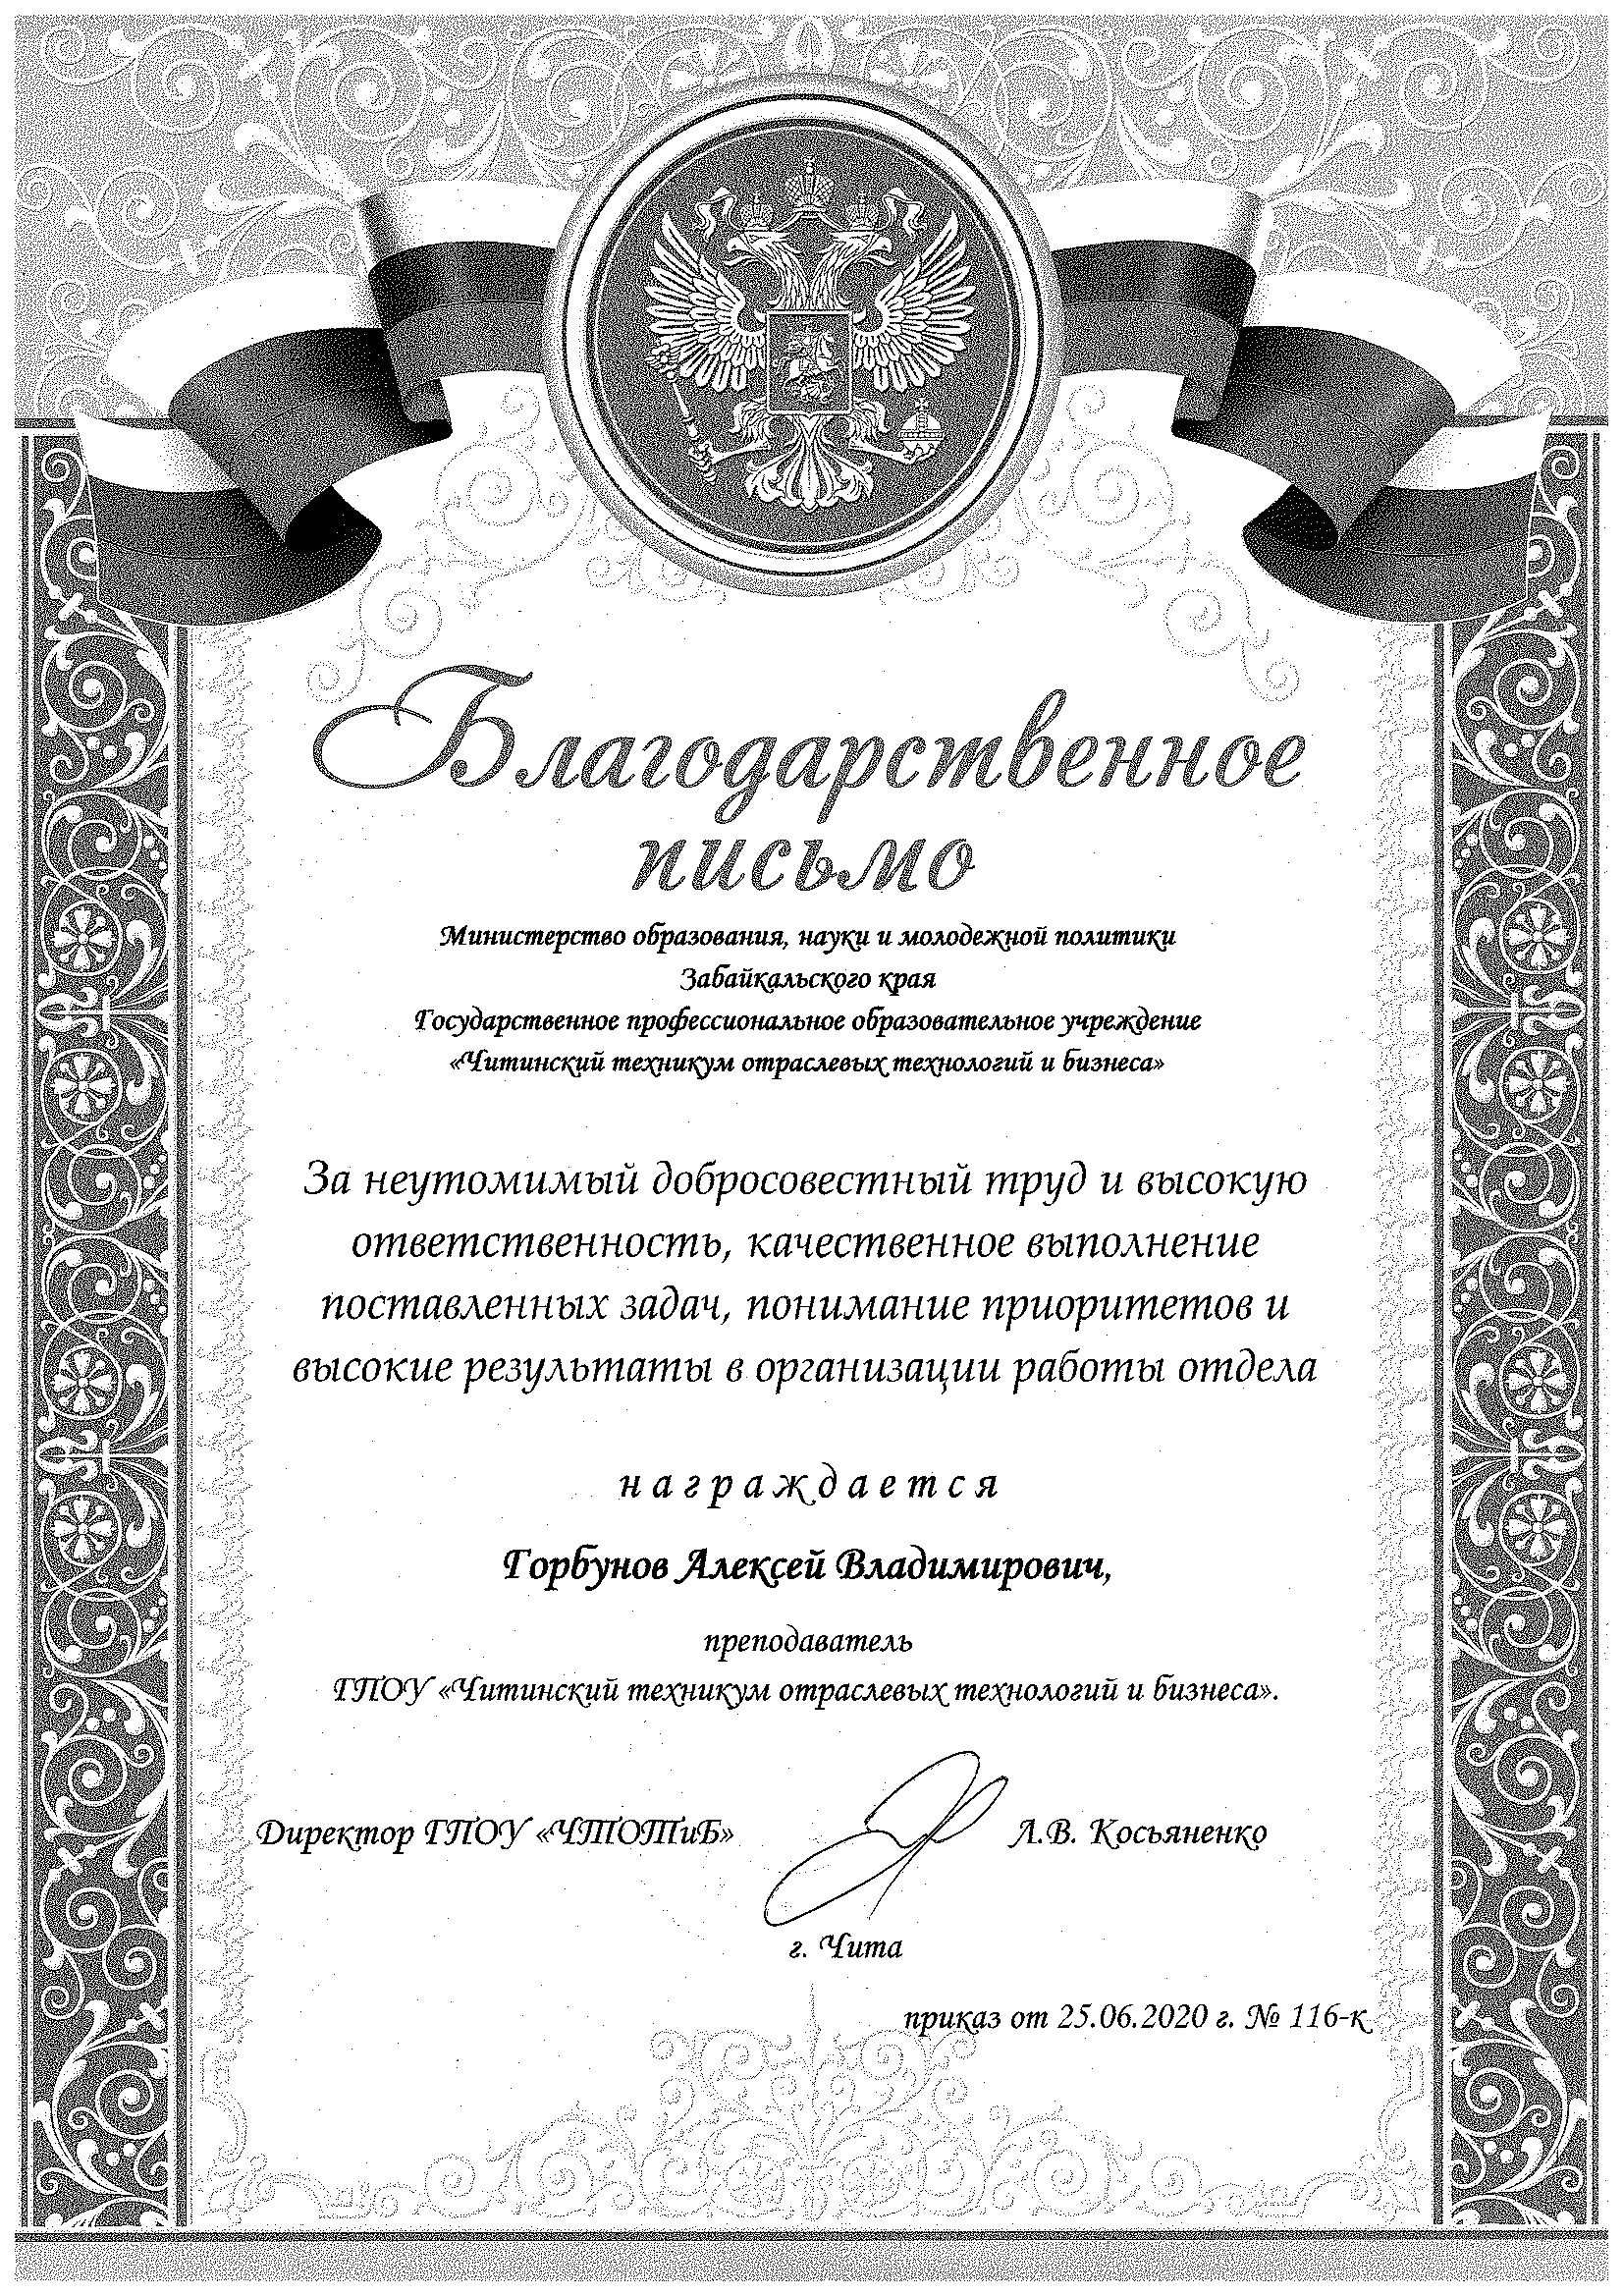 Благодарственное
письмо
Министерство образования, науки и молодежной политики
Забайкальского края
Государственное профессиональное образовательное учреждение
«Читинский техникум отраслевых технологий и бизнеса»
За неутомимый добросовестный труд и высокую
ответственность, качественное выполнение
поставленных задач, понимание приоритетов и
высокие результаты в организации работы отдела
награждается
Горбунов Алексей Владимирович,
преподаватель
ГПОУ «Читинский техникум отраслевых технологий и бизнеса».
Директор ГПОУ «ЧТОТиБ» Л.В. Косьяненко
г. Чита
приказ от 25.06.2020 г. № 116-к